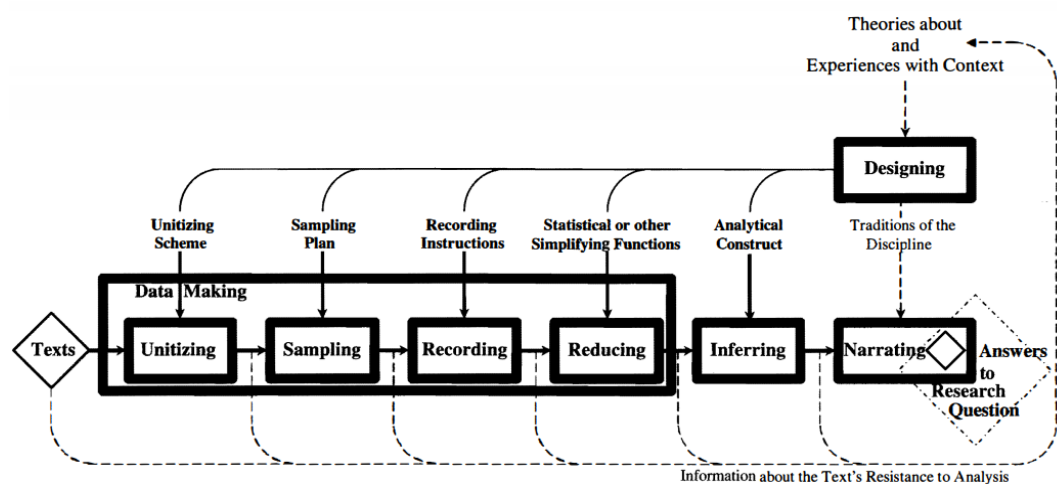 Theories about
and
Experiences with Context
Designing
Unitizing
Scheme
Sampling
Plan
Recording
Instructions
Statistical or other
Simplifying Functions
Analytical
Construct
Traditions of the
Discipline
Data Making
Texts
Unitizing
Sampling
Recording
Reducing
Inferring
Narrating
Answers
to
Research
Question
Information about the Text's Resistance to Analysis